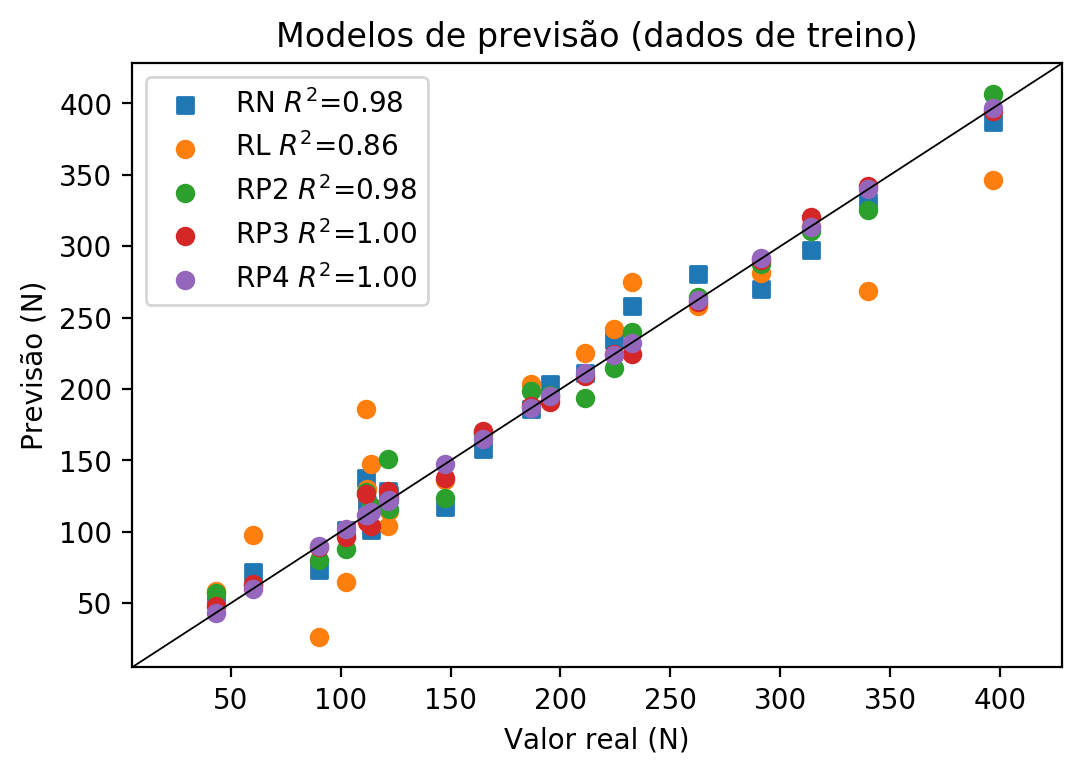 Modelos de previsão (dados de treino)
RN R²=0.98
RL R²=0.86
RP2 R²=0.98
RP3 R²=1.00
RP4 R²=1.00
400
350
300
250
200
150
100
50
Previsão (N)
50 100 150 200 250 300 350 400
Valor real (N)